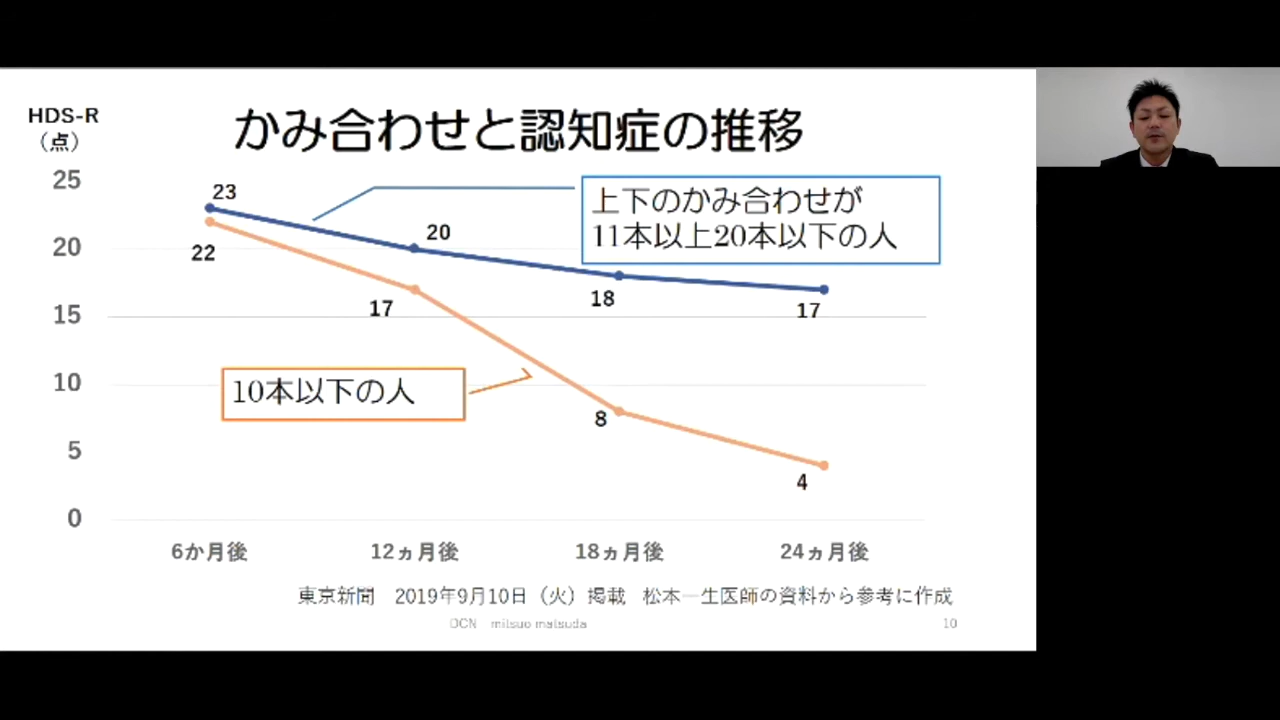 HDS-R
（点）
かみ合わせと認知症の推移
25
20
15
10
5
0
23
20
18
17
22
17
8
4
上下のかみ合わせが
11本以上20本以下の人
10本以下の人
6か月後
12ヵ月後
18ヵ月後
24ヵ月後
東京新聞　2019年9月10日（火）掲載　松本一生医師の資料から参考に作成
DCN　mitsuo matsuda
10